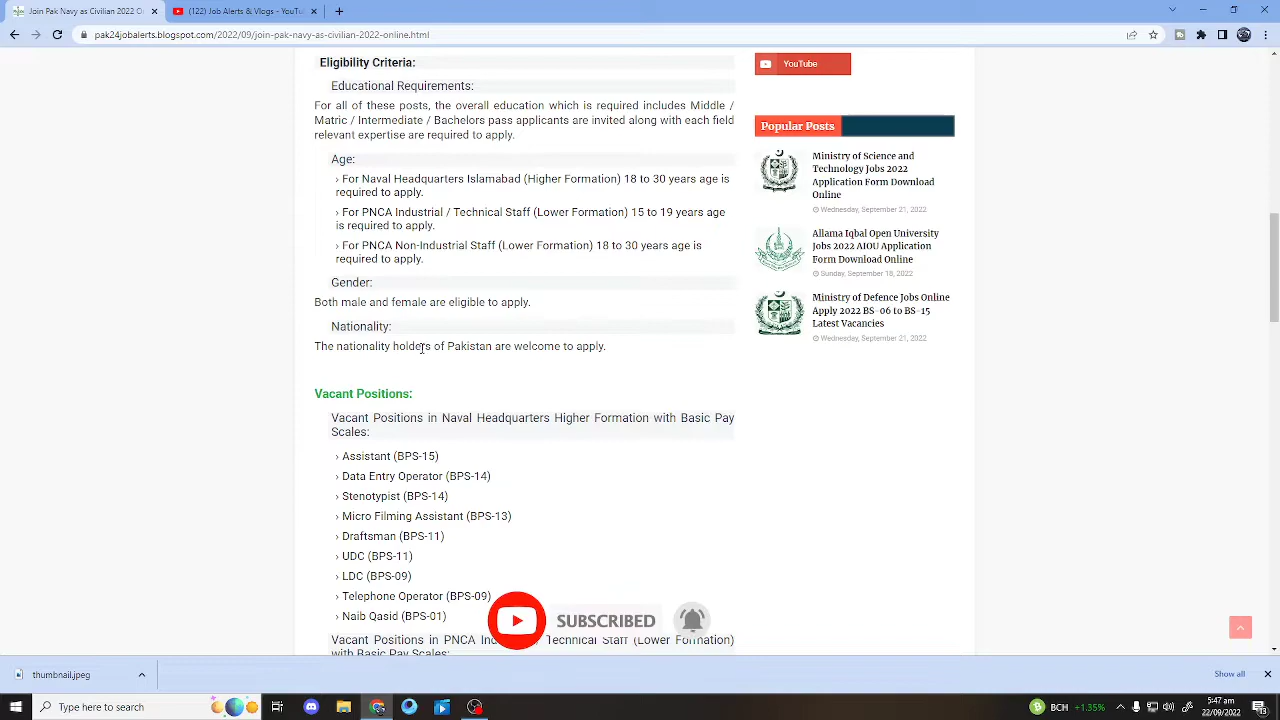 Join Pak Navy as Civilian 2022 O
(122) Job Alerts & Vlogs - YouTu
pak24jobalerts.blogspot.com/2022/09/join-pak-navy-as-civilian-2022-online.html
Eligibility Criteria:
Educational Requirements:
For all of these posts, the overall education which is required includes Middle /
Matric / Intermediate / Bachelors pass applicants are invited along with each field
relevant expertise are required to apply.
Age:
› For Naval Headquarters Islamabad (Higher Formation) 18 to 30 years age is
required to apply.
› For PNCA Industrial / Technical Staff (Lower Formation) 15 to 19 years age
is required to apply.
› For PNCA Non-Industrial Staff (Lower Formation) 18 to 30 years age is
required to apply.
Gender:
Both male and female are eligible to apply.
Nationality:
The nationality holders of Pakistan are welcome to apply.
Vacant Positions:
Vacant Positions in Naval Headquarters Higher Formation with Basic Pay
Scales:
› Assistant (BPS-15)
› Data Entry Operator (BPS-14)
› Stenotypist (BPS-14)
› Micro Filming Assistant (BPS-13)
› Draftsman (BPS-11)
› UDC (BPS-11)
› LDC (BPS-09)
› Telephone Operator (BPS-09)
› Naib Qasid (BPS-01)
Vacant Positions in PNCA In Technical Staff (Lower Formation)
with Basic Pay Scales:
SUBSCRIBED
YouTube
Popular Posts
Ministry of Science and
Technology Jobs 2022
Application Form Download
Online
Wednesday, September 21, 2022
Allama Iqbal Open University
Jobs 2022 AIOU Application
Form Download Online
Sunday, September 18, 2022
Ministry of Defence Jobs Online
Apply 2022 BS-06 to BS-15
Latest Vacancies
Wednesday, September 21, 2022
thumbnail.jpeg
Show all
Type here to search
BCH +1.35%
5:47 am
22/09/2022